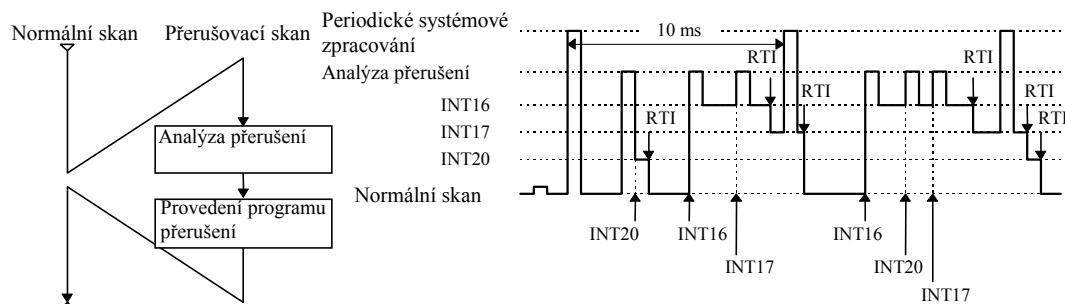 Normální skan
Přerušovací skan
Analýza přerušení
Provedení programu
přerušení
Periodické systémové
zpracování
Analýza přerušení
INT16
INT17
INT20
Normální skan
10 ms
RTI
RTI
RTI
RTI
RTI
RTI
INT20
INT16
INT17
INT16
INT20
INT17